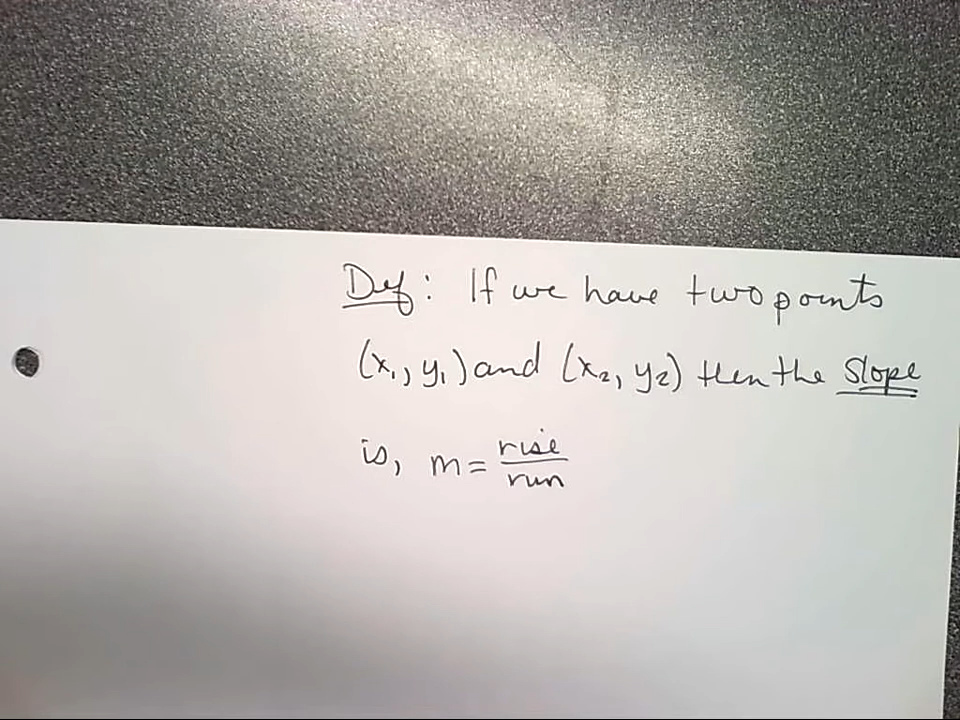 Def: If we have two points
(x₁, y₁) and (x₂, y₂) then the slope
is, m = rise/run